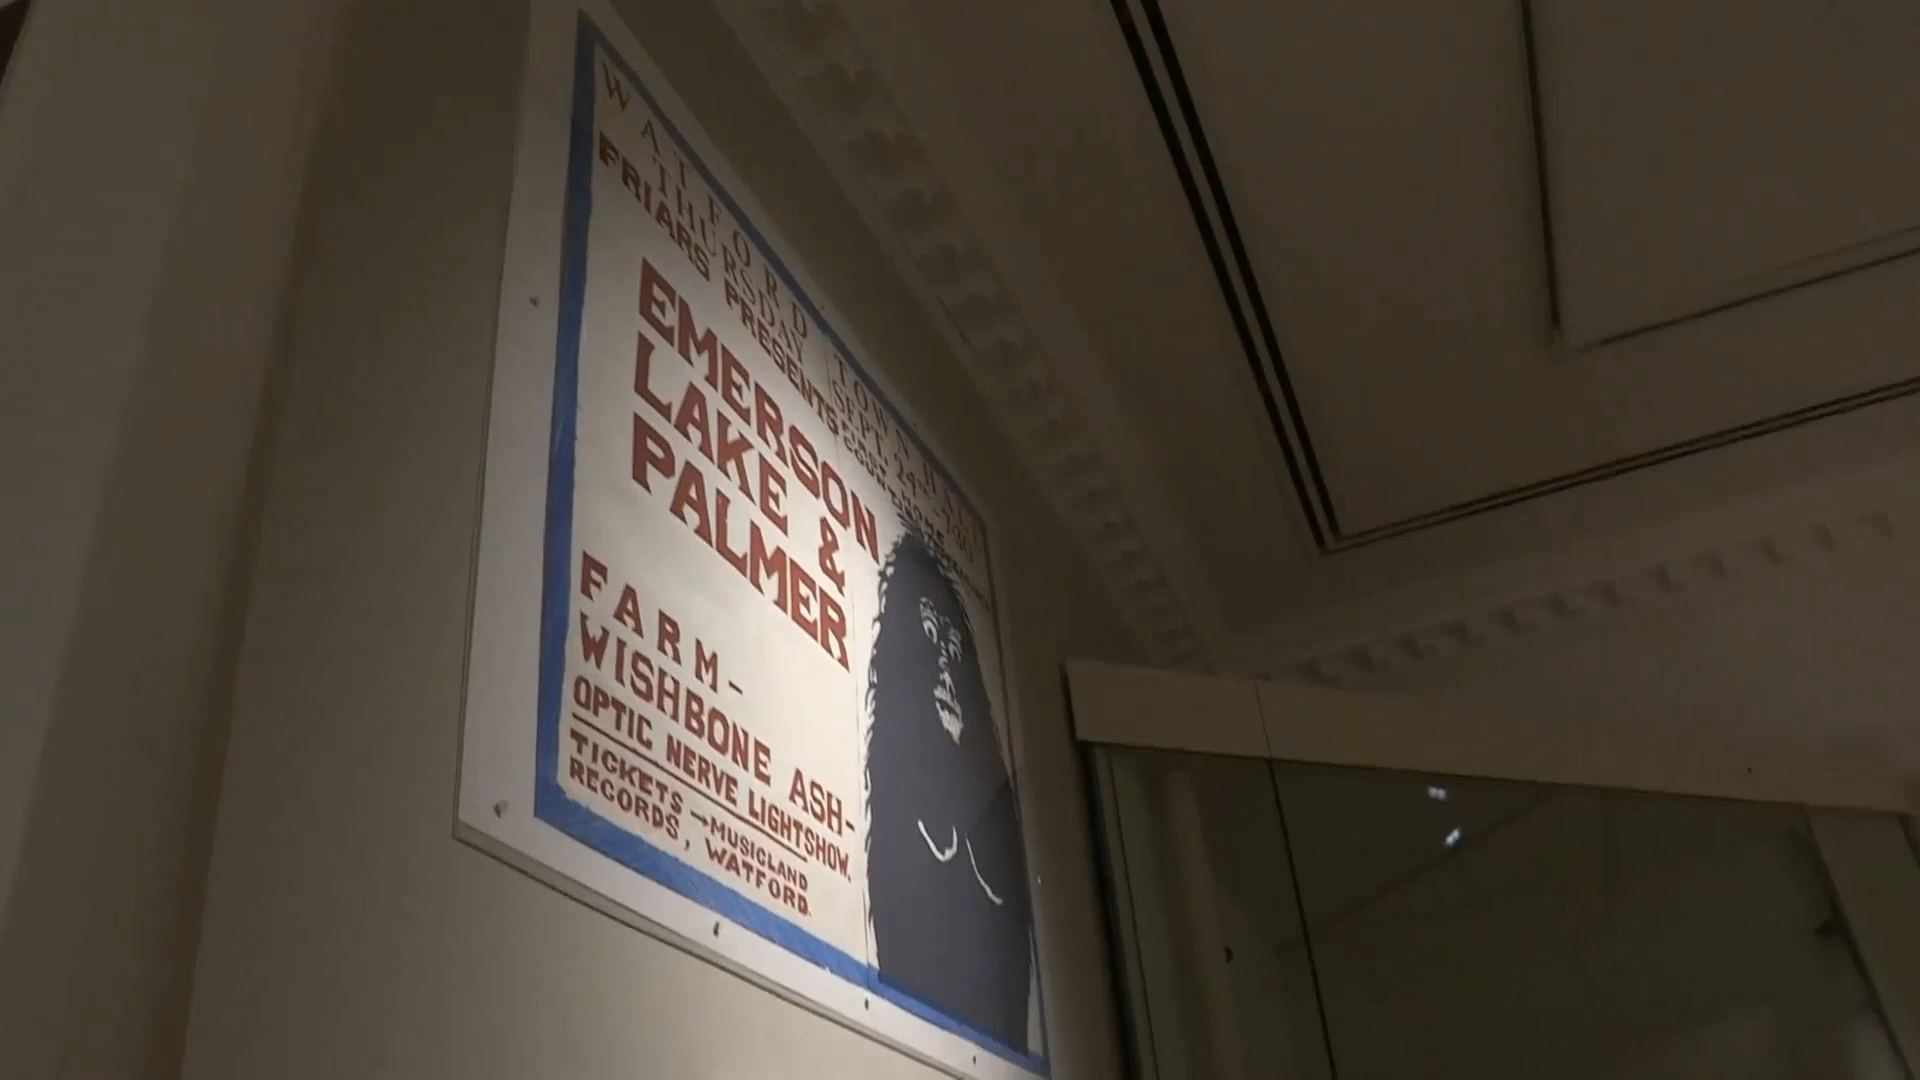 WATFORD TOWN HALL
THURSDAY SEPT. 24TH
FRIARS PRESENTS
EMERSON
LAKE &
PALMER
FARM-
WISHBONE ASH-
OPTIC NERVE LIGHTSHOW.
TICKETS → MUSICLAND
RECORDS, WATFORD.